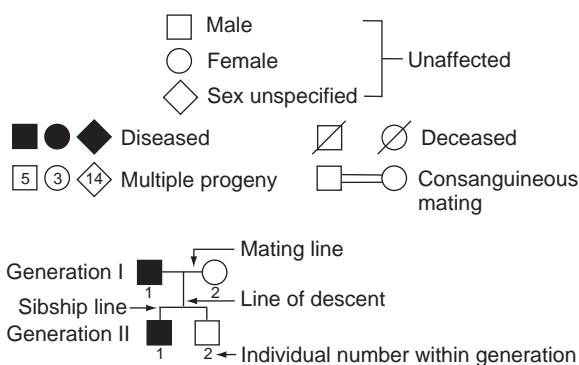 Male
Female
Unaffected
Sex unspecified
Diseased
Deceased
5 3 14 Multiple progeny
Consanguineous
mating
Mating line
Generation I
1 2
Line of descent
Sibship line
Generation II
1 2
Individual number within generation